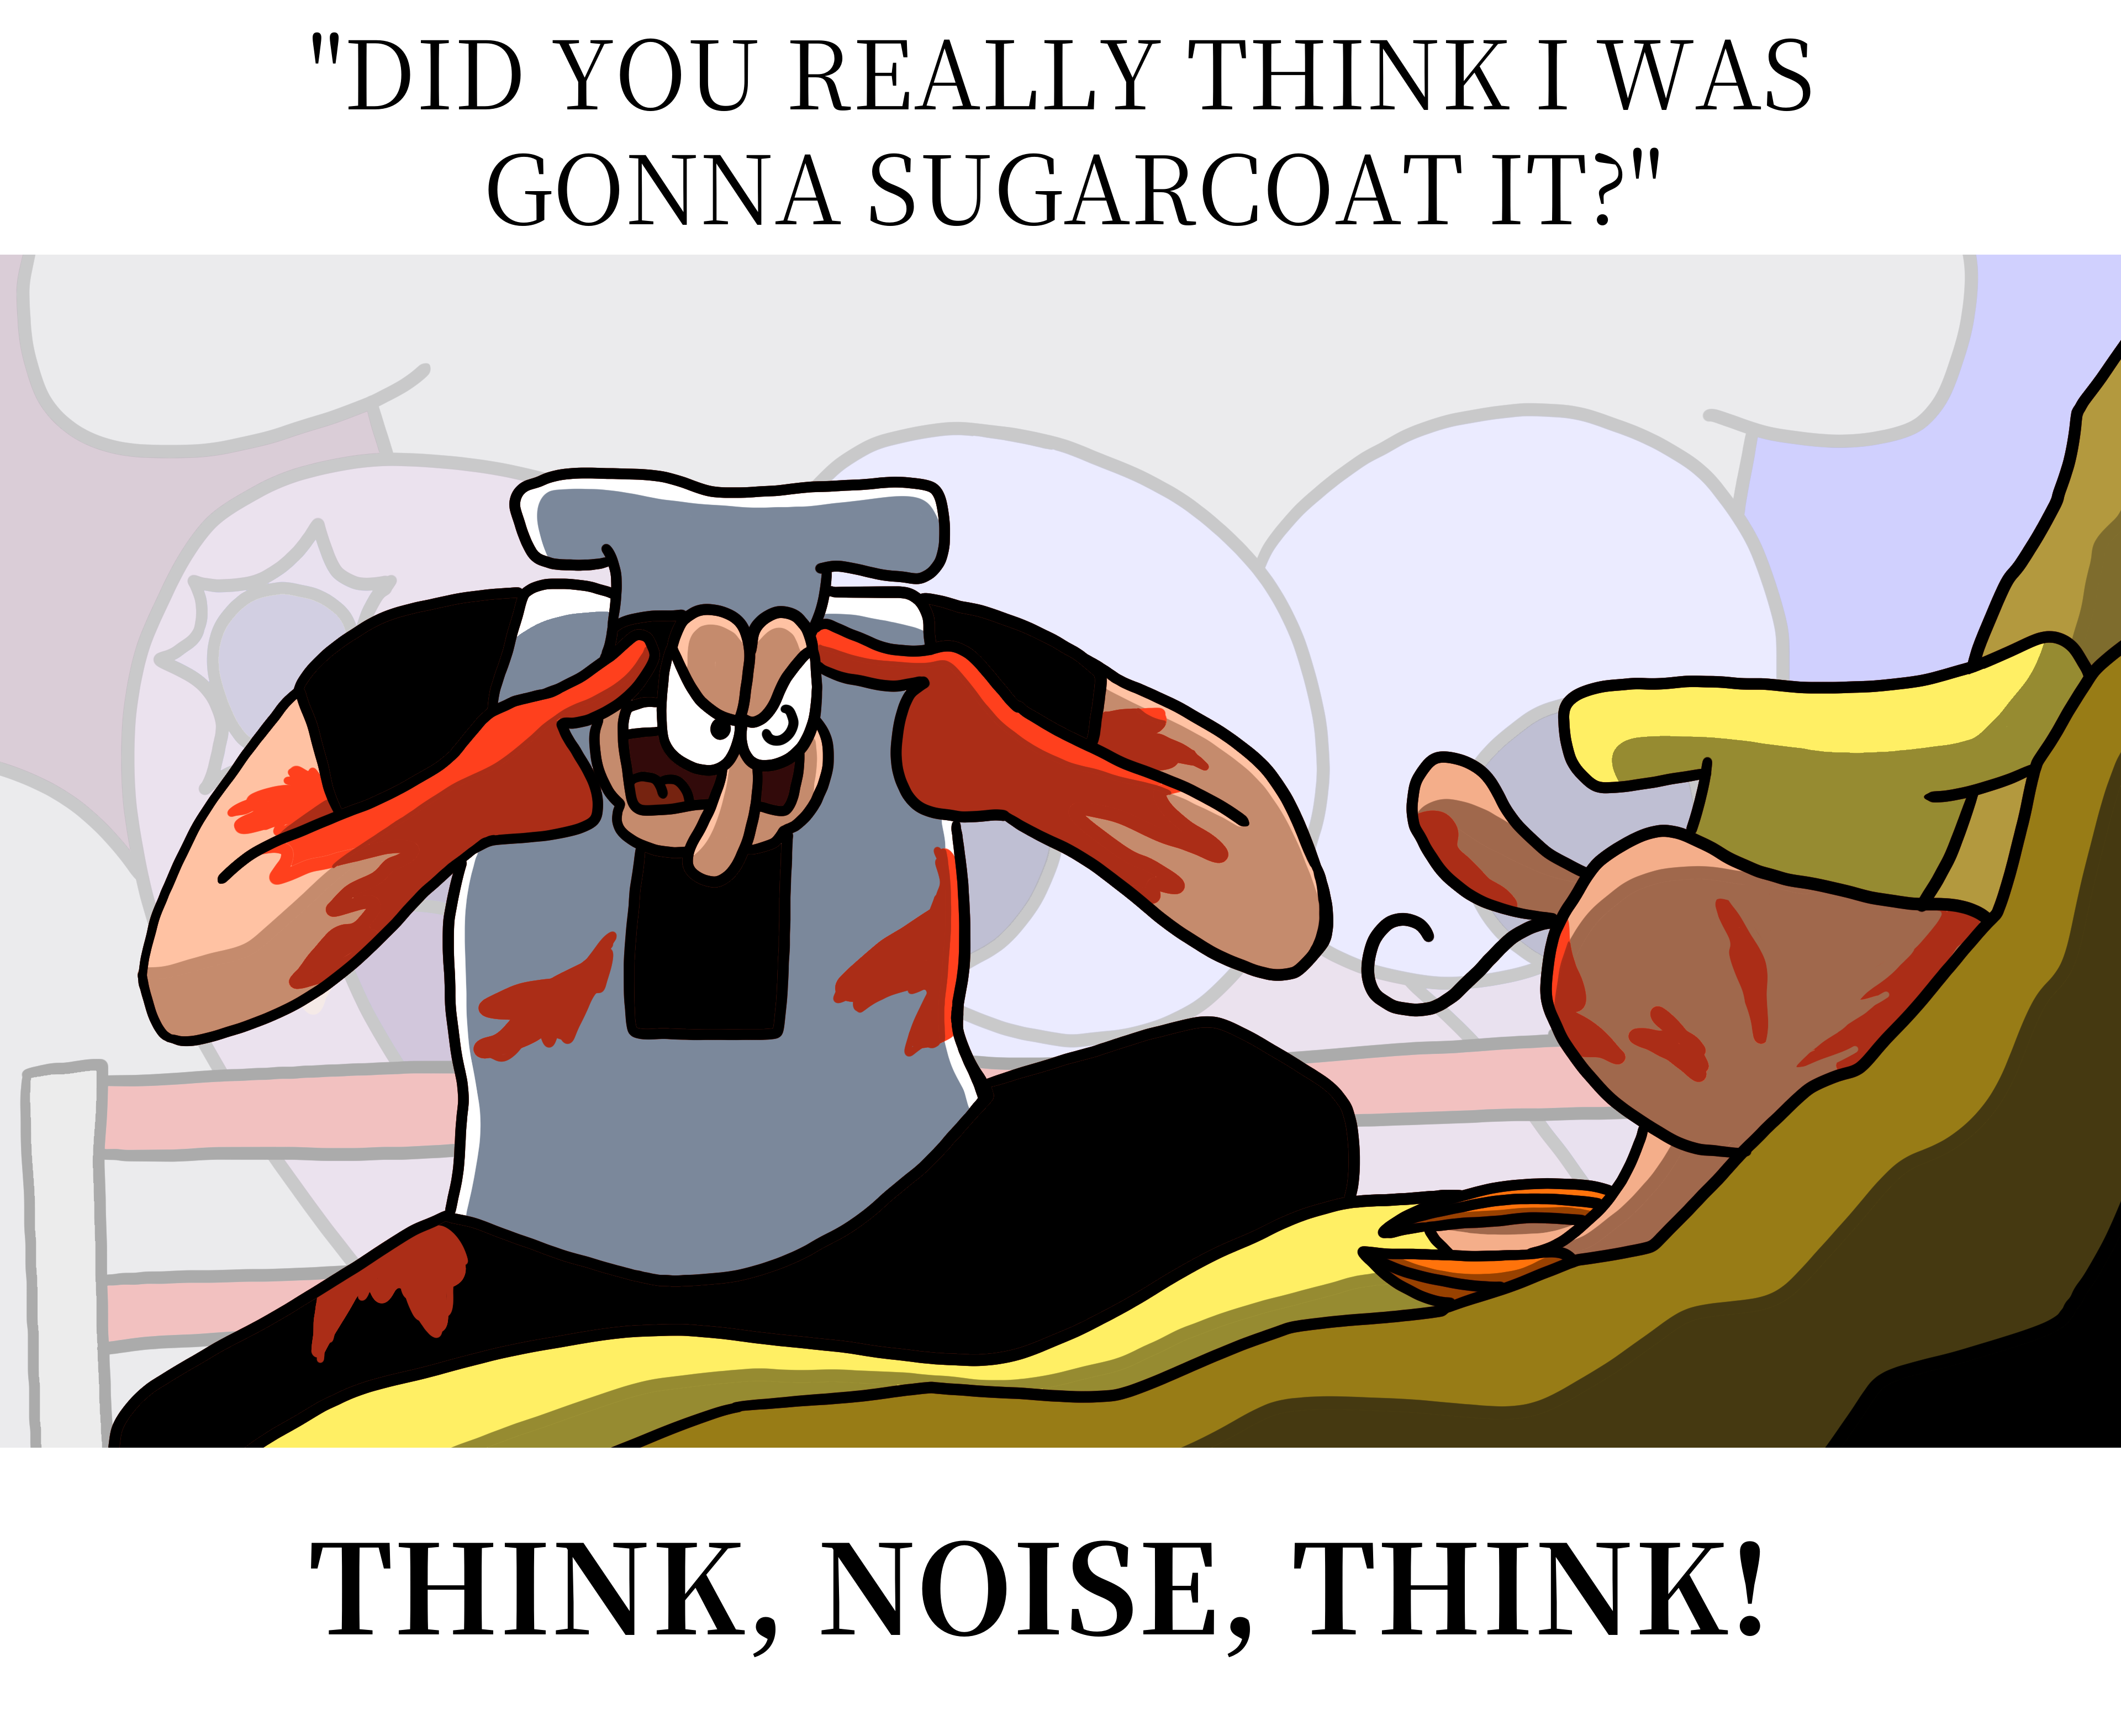 "DID YOU REALLY THINK I WAS
GONNA SUGARCOAT IT?"
THINK, NOISE, THINK!